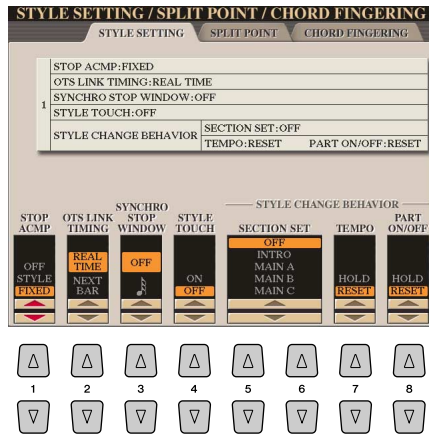 STYLE SETTING / SPLIT POINT / CHORD FINGERING
STYLE SETTING SPLIT POINT CHORD FINGERING
1
STOP ACMP:FIXED
OTS LINK TIMING:REAL TIME
SYNCHRO STOP WINDOW:OFF
STYLE TOUCH:OFF
STYLE CHANGE BEHAVIOR
SECTION SET:OFF
TEMPO:RESET PART ON/OFF:RESET
STOP
ACMP
OFF
STYLE
FIXED
OTS LINK
TIMING
REAL
TIME
NEXT
BAR
SYNCHRO
STOP
WINDOW
OFF
STYLE
TOUCH
ON
OFF
STYLE CHANGE BEHAVIOR
SECTION SET
OFF
INTRO
MAIN A
MAIN B
MAIN C
TEMPO
HOLD
RESET
PART
ON/OFF
HOLD
RESET
1 2 3 4 5 6 7 8